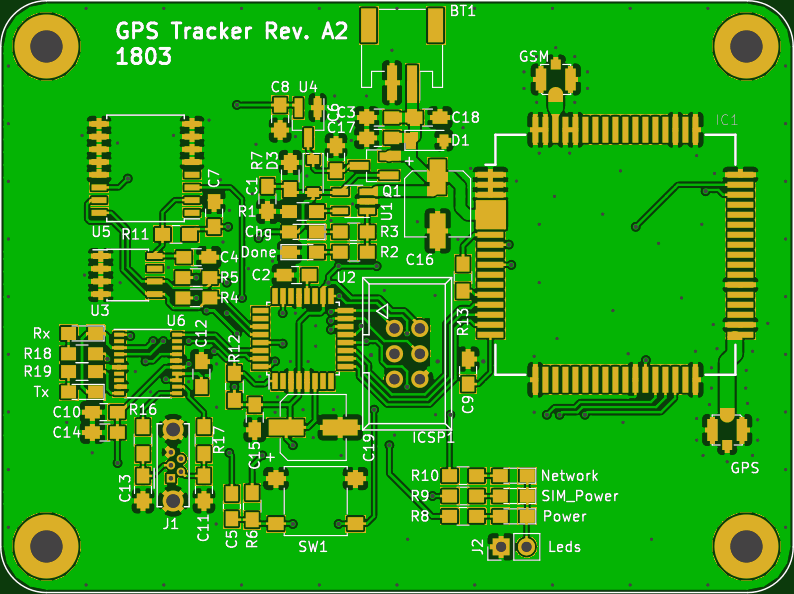 BT1
GPS Tracker Rev. A2
1803
GSM
C8 U4
C6
C3 C18
IC1
C17 D1
R7 D3
+
C7
C1
Q1
R1
U1
U5 R11
Chg R3
Done R2
C4
C16
C2 U2
R5
R4
U3
U6
R13
Rx
C12
R12
R18
R19
Tx
C9
C10 R16
C14
R17
C15
+
C19
ICSP1
GPS
C13
R10 Network
R9 SIM_Power
R8 Power
J1
C11
C5
R6
SW1
J2
Leds